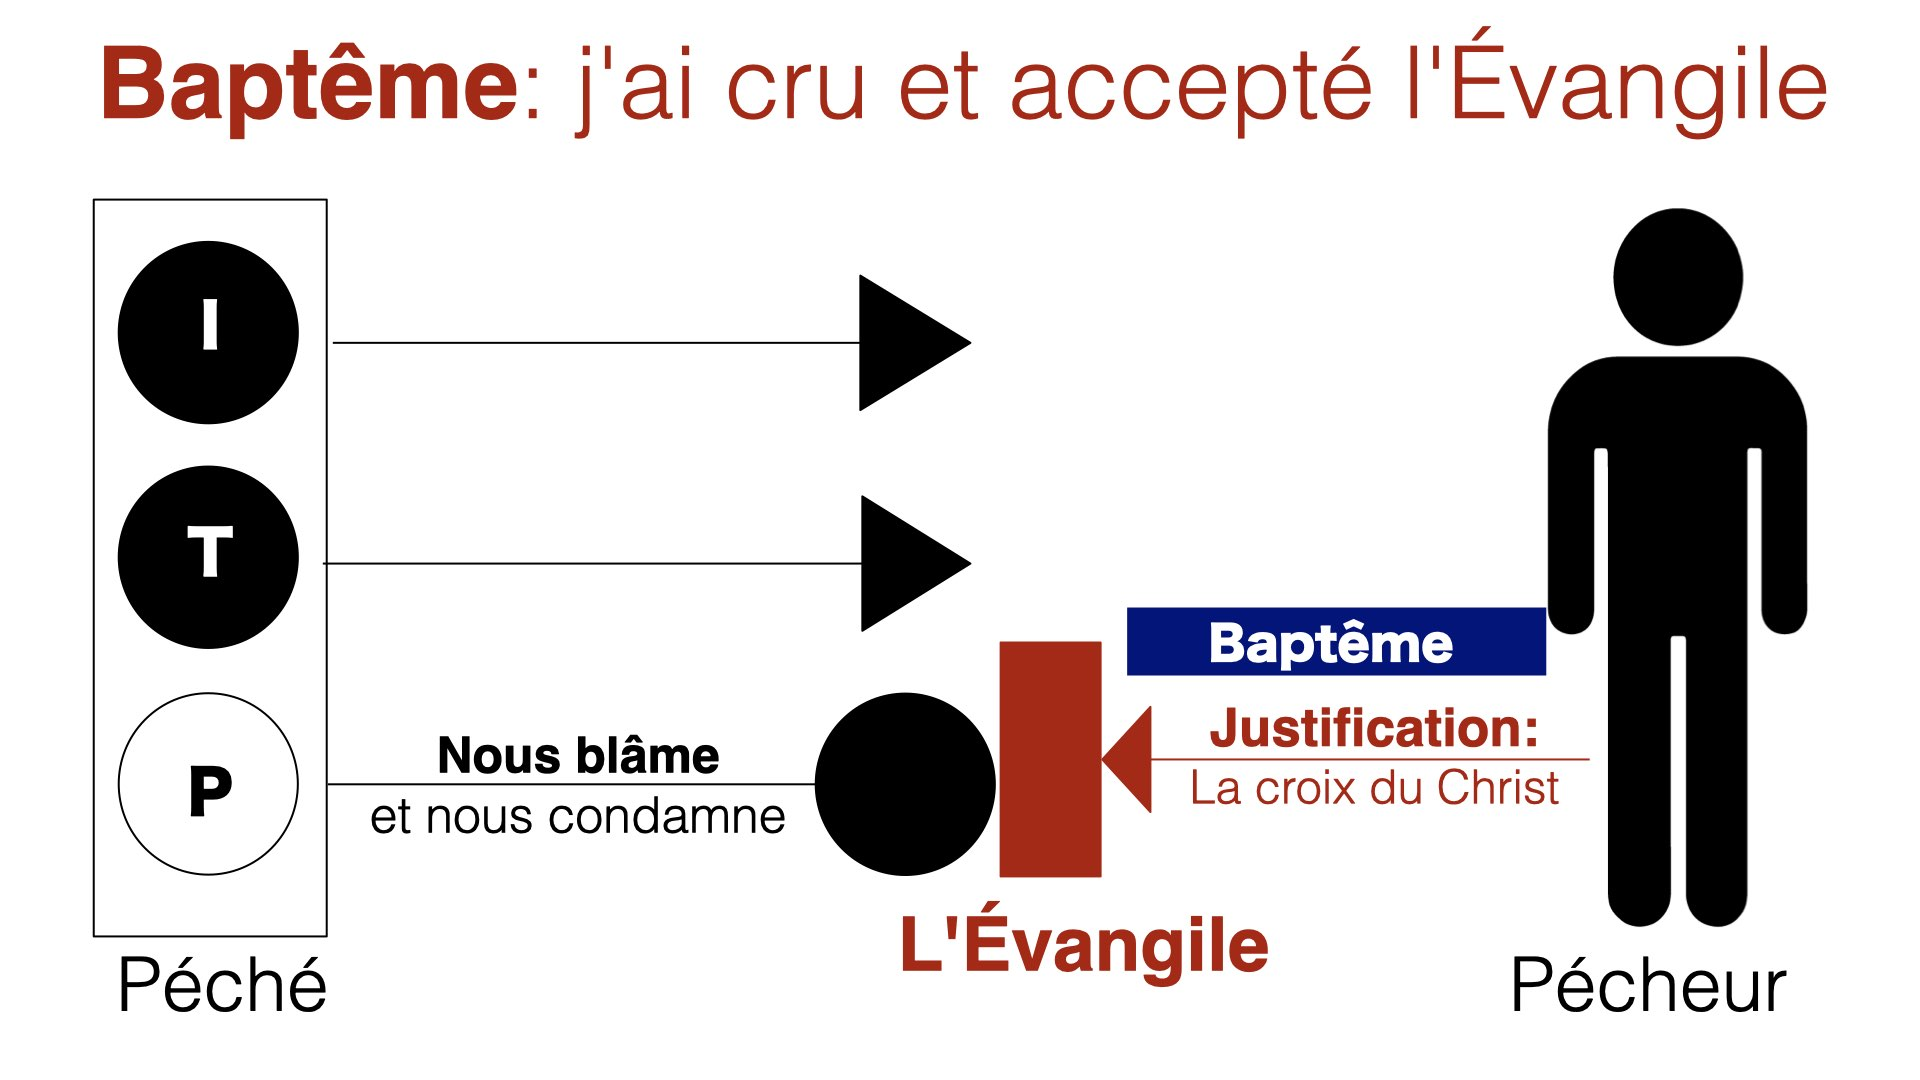 Baptême: j'ai cru et accepté l'Évangile
I
T
P
Nous blâme
et nous condamne
Baptême
Justification:
La croix du Christ
L'Évangile
Péché
Pécheur